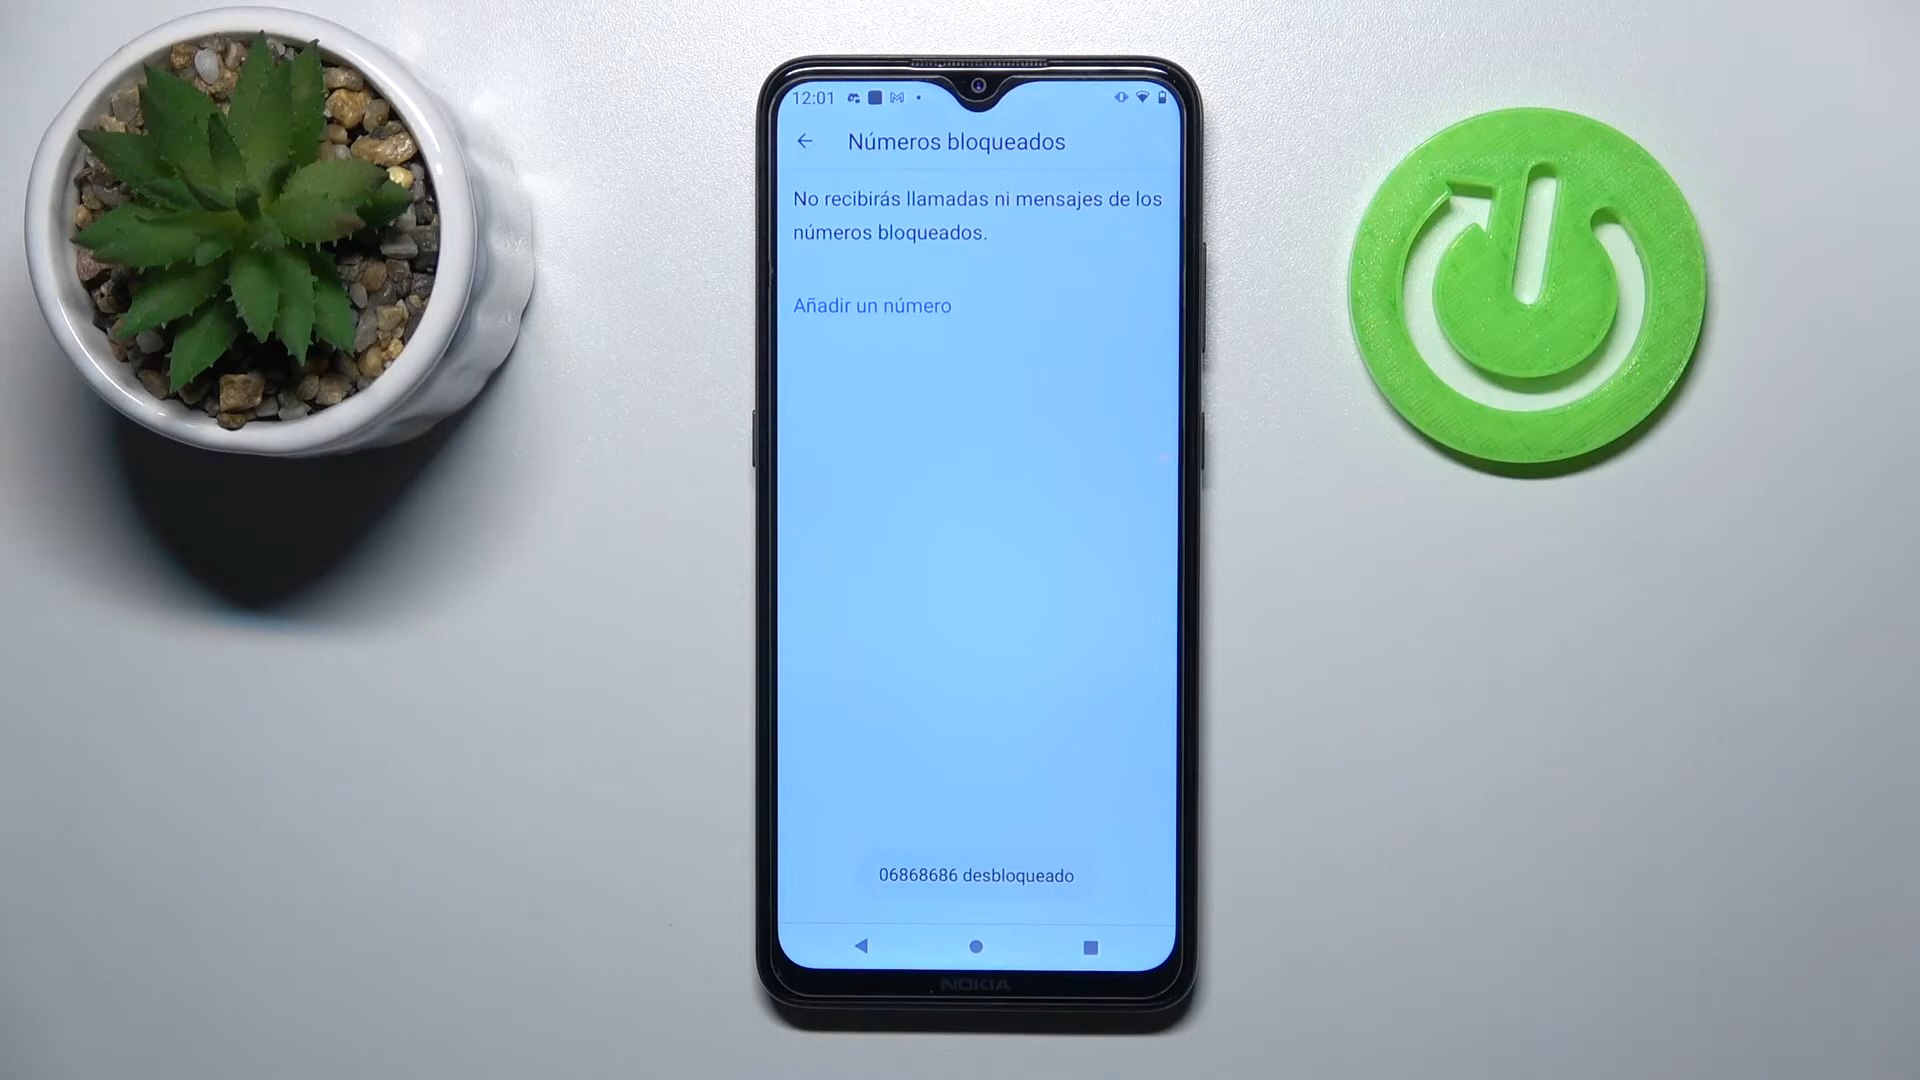 12:01
Números bloqueados
No recibirás llamadas ni mensajes de los
números bloqueados.
Añadir un número
06868686 desbloqueado
NOKIA